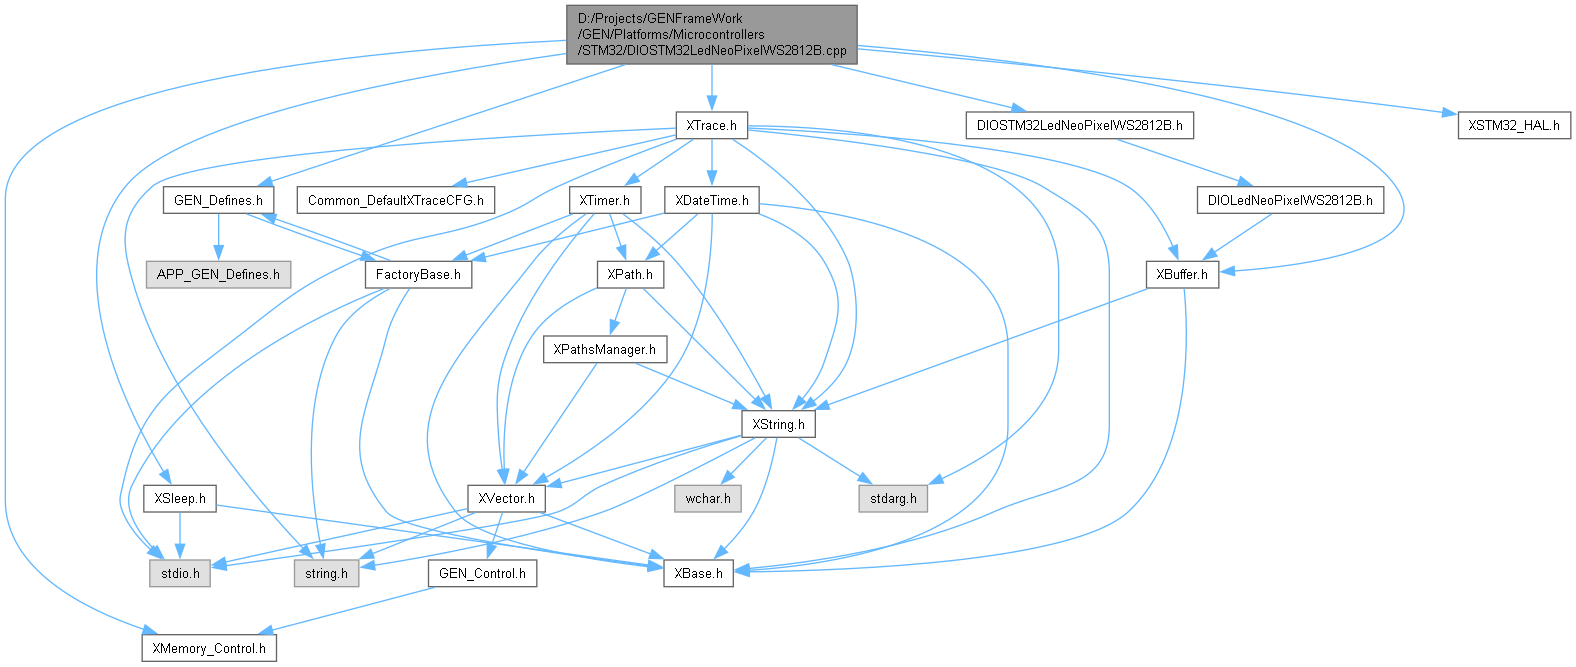 D:/Projects/GENFrameWork
/GEN/Platforms/Microcontrollers
/STM32/DIOSTM32LedNeoPixelWS2812B.cpp
XTrace.h
DIOSTM32LedNeoPixelWS2812B.h
XSTM32_HAL.h
GEN_Defines.h
Common_DefaultXTraceCFG.h
XTimer.h
XDateTime.h
DIOLedNeoPixelWS2812B.h
APP_GEN_Defines.h
FactoryBase.h
XPath.h
XBuffer.h
XPathsManager.h
XString.h
XSleep.h
XVector.h
wchar.h
stdarg.h
stdio.h
string.h
GEN_Control.h
XBase.h
XMemory_Control.h